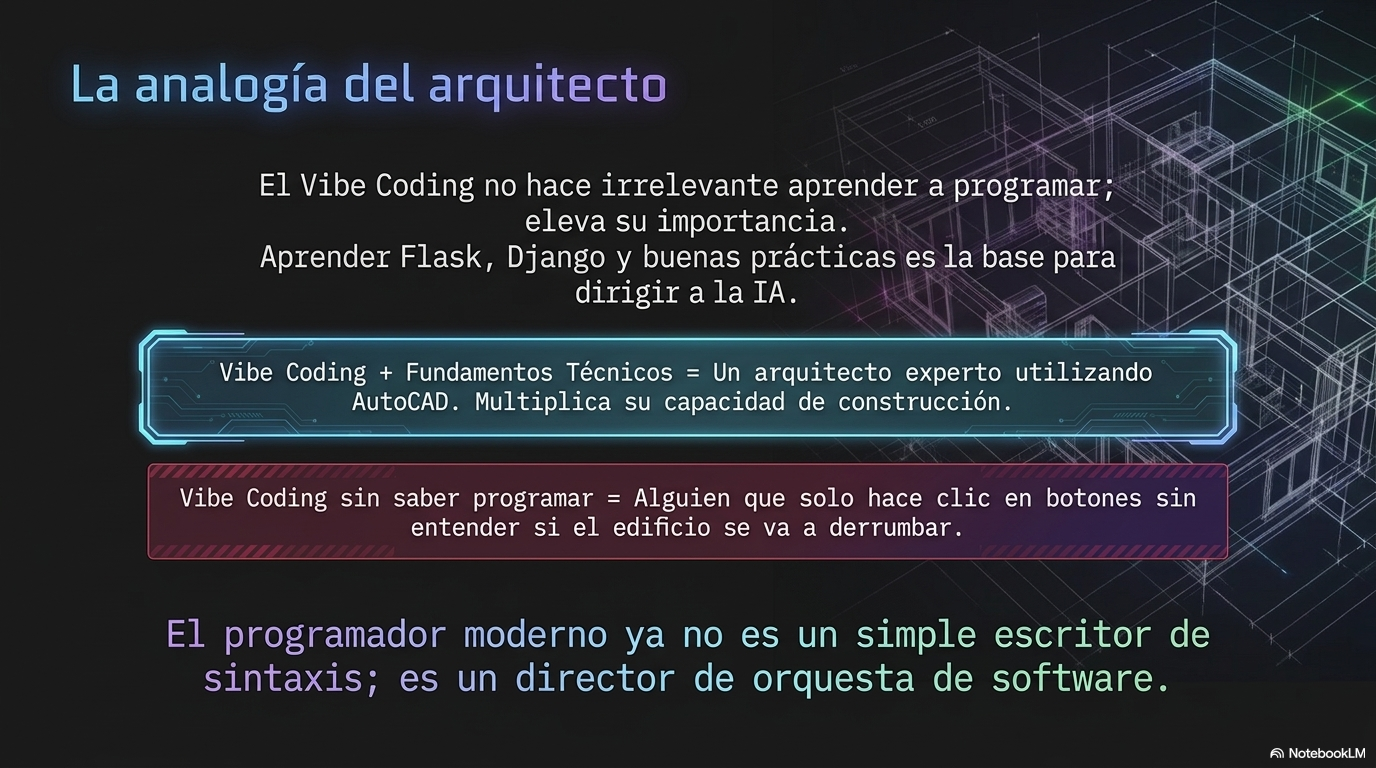 La analogía del arquitecto
El Vibe Coding no hace irrelevante aprender a programar;
eleva su importancia.
Aprender Flask, Django y buenas prácticas es la base para
dirigir a la IA.
Vibe Coding + Fundamentos Técnicos = Un arquitecto experto utilizando
AutoCAD. Multiplica su capacidad de construcción.
Vibe Coding sin saber programar = Alguien que solo hace clic en botones sin
entender si el edificio se va a derrumbar.
El programador moderno ya no es un simple escritor de
sintaxis; es un director de orquesta de software.
NotebookLM